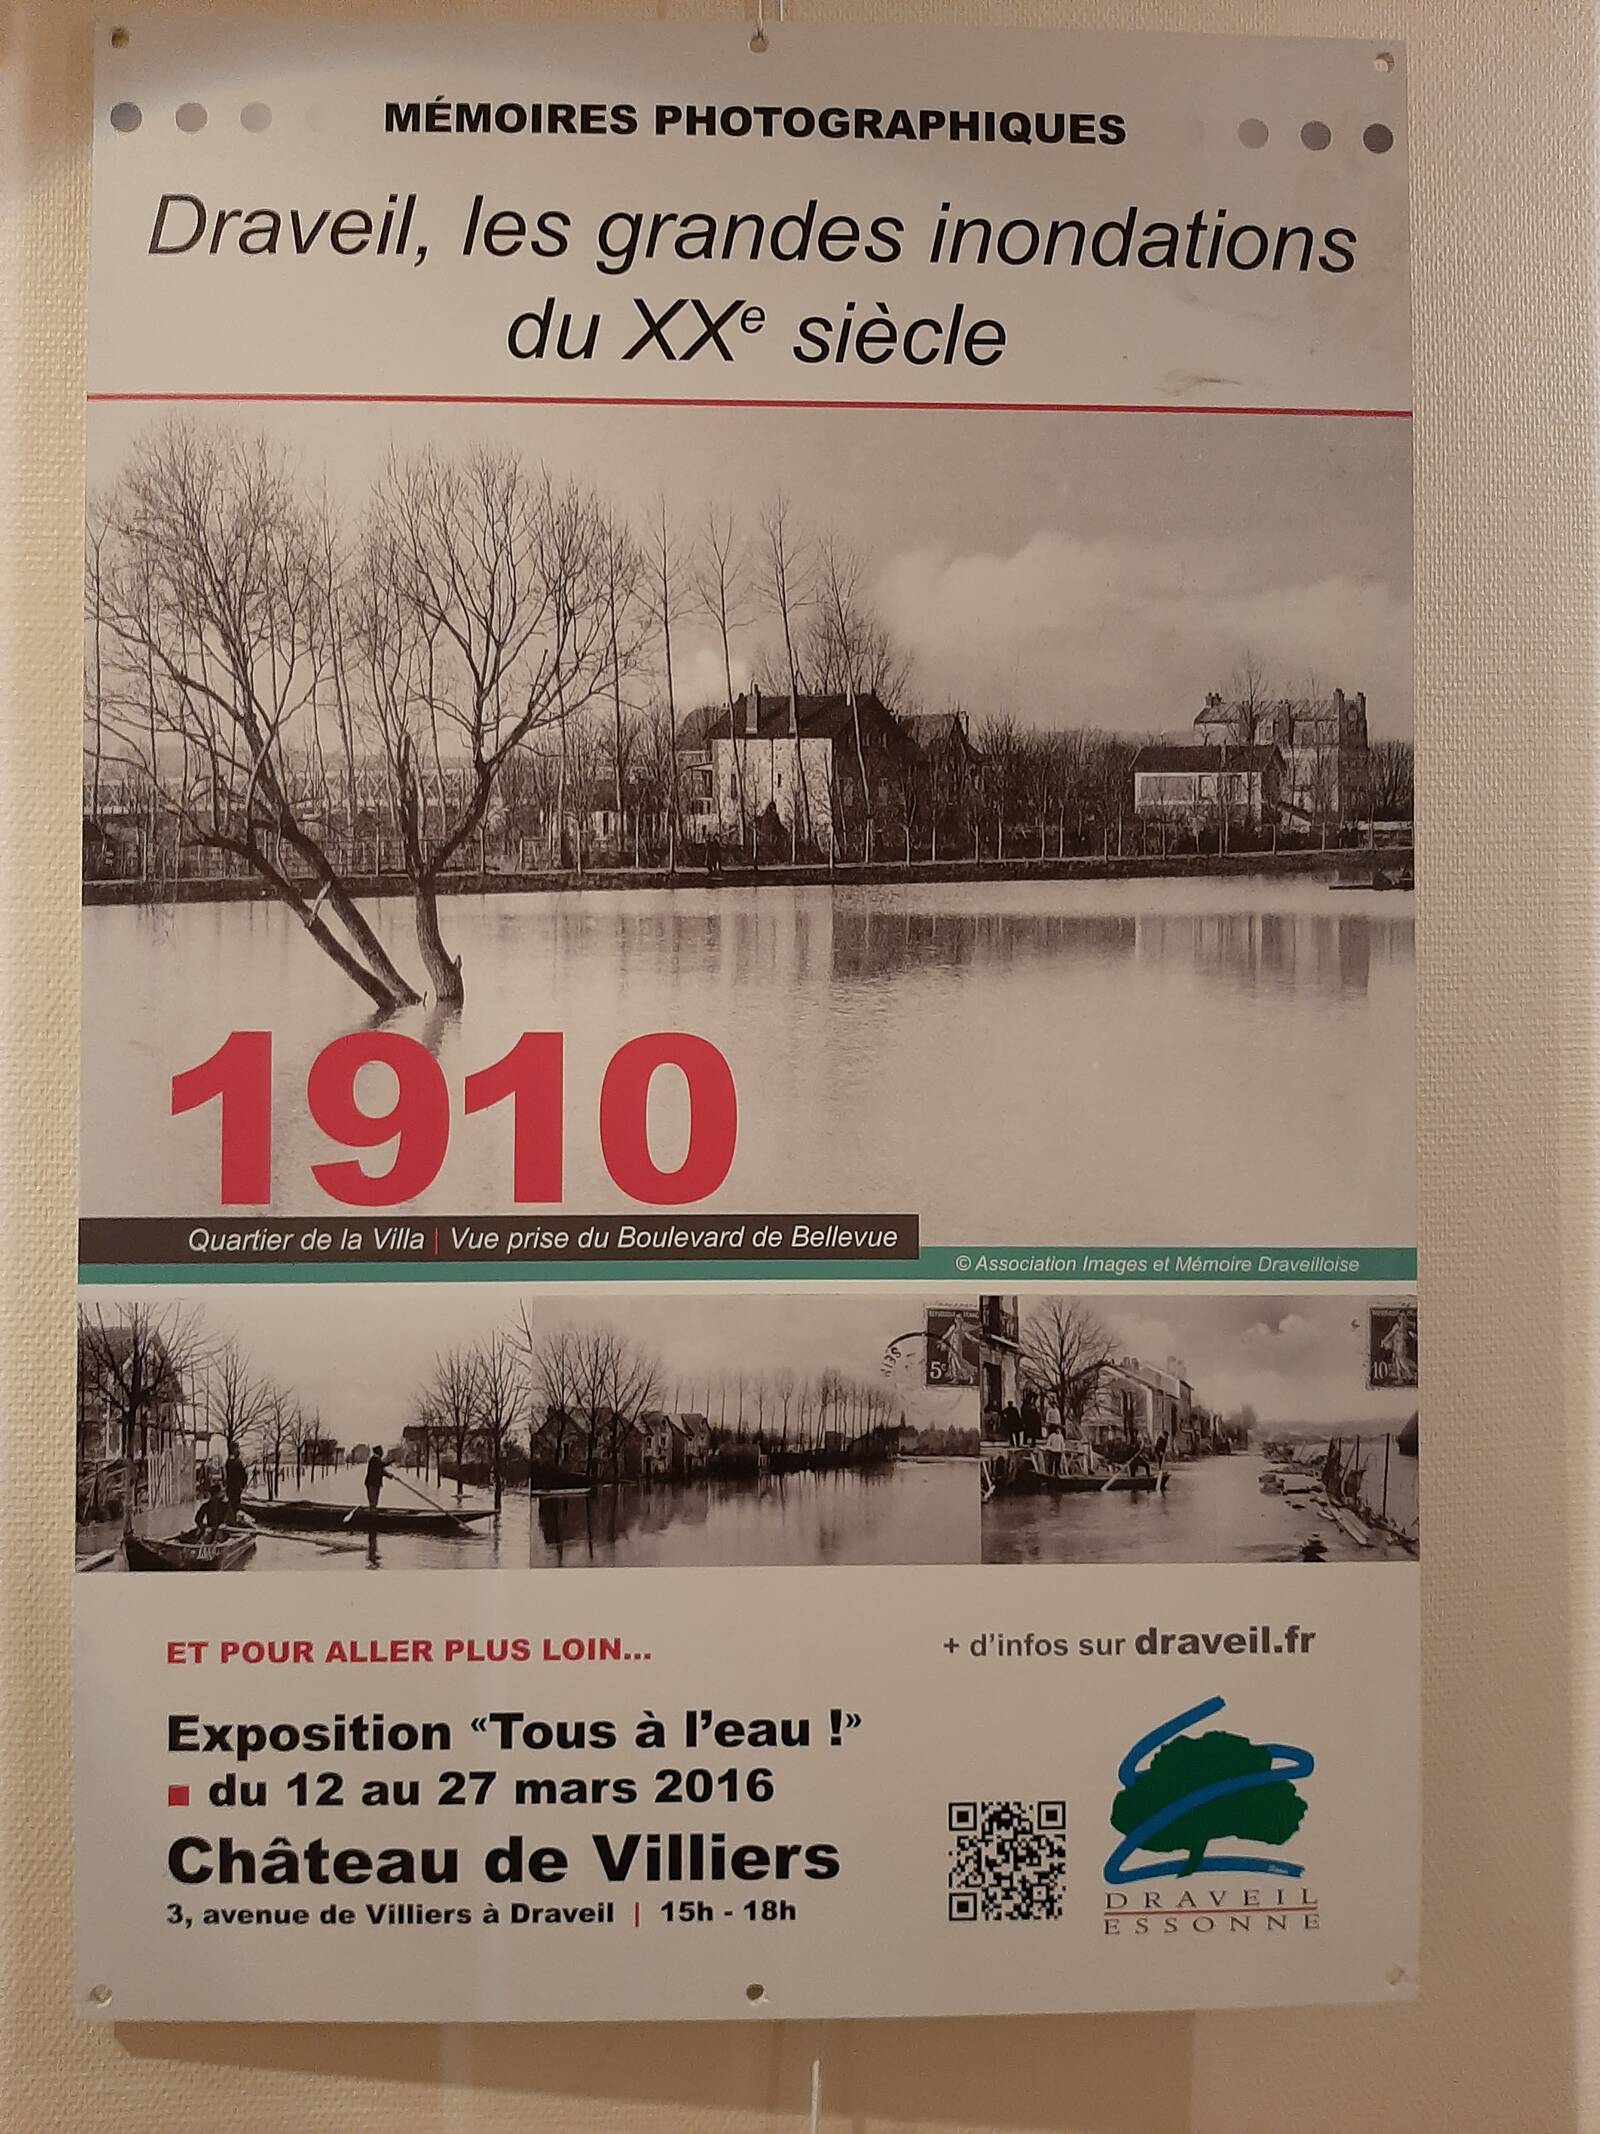 MÉMOIRES PHOTOGRAPHIQUES
Draveil, les grandes inondations
du XXe siècle
1910
Quartier de la Villa | Vue prise du Boulevard de Bellevue
© Association Images et Mémoire Draveilloise
5c
10c
ET POUR ALLER PLUS LOIN...
+ d'infos sur draveil.fr
Exposition «Tous à l'eau !»
du 12 au 27 mars 2016
Château de Villiers
3, avenue de Villiers à Draveil | 15h - 18h
DRAVEIL
ESSONNE